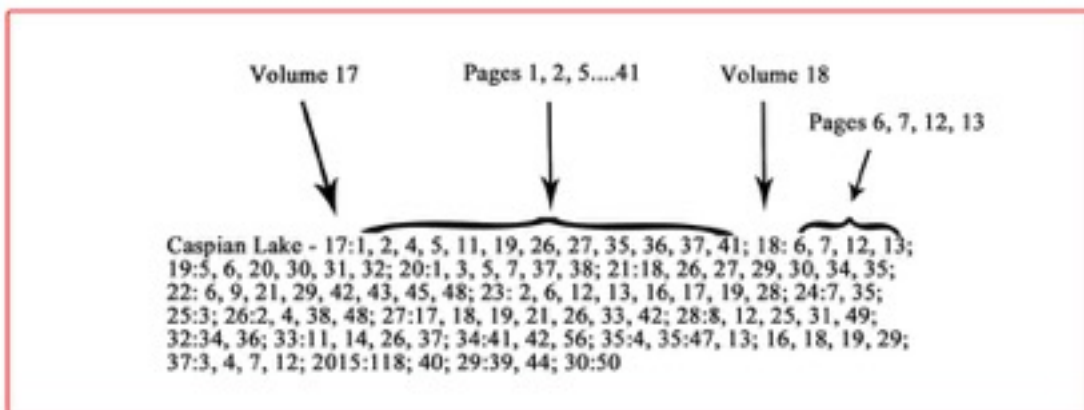 Volume 17 Pages 1, 2, 5....41 Volume 18
Pages 6, 7, 12, 13
Caspian Lake - 17:1, 2, 4, 5, 11, 19, 26, 27, 35, 36, 37, 41; 18: 6, 7, 12, 13;
19:5, 6, 20, 30, 31, 32; 20:1, 3, 5, 7, 37, 38; 21:18, 26, 27, 29, 30, 34, 35;
22: 6, 9, 21, 29, 42, 43, 45, 48; 23: 2, 6, 12, 13, 16, 17, 19, 28; 24:7, 35;
25:3; 26:2, 4, 38, 48; 27:17, 18, 19, 21, 26, 33, 42; 28:8, 12, 25, 31, 49;
32:34, 36; 33:11, 14, 26, 37; 34:41, 42, 56; 35:4, 35:47, 13; 16, 18, 19, 29;
37:3, 4, 7, 12; 2015:118; 40; 29:39, 44; 30:50